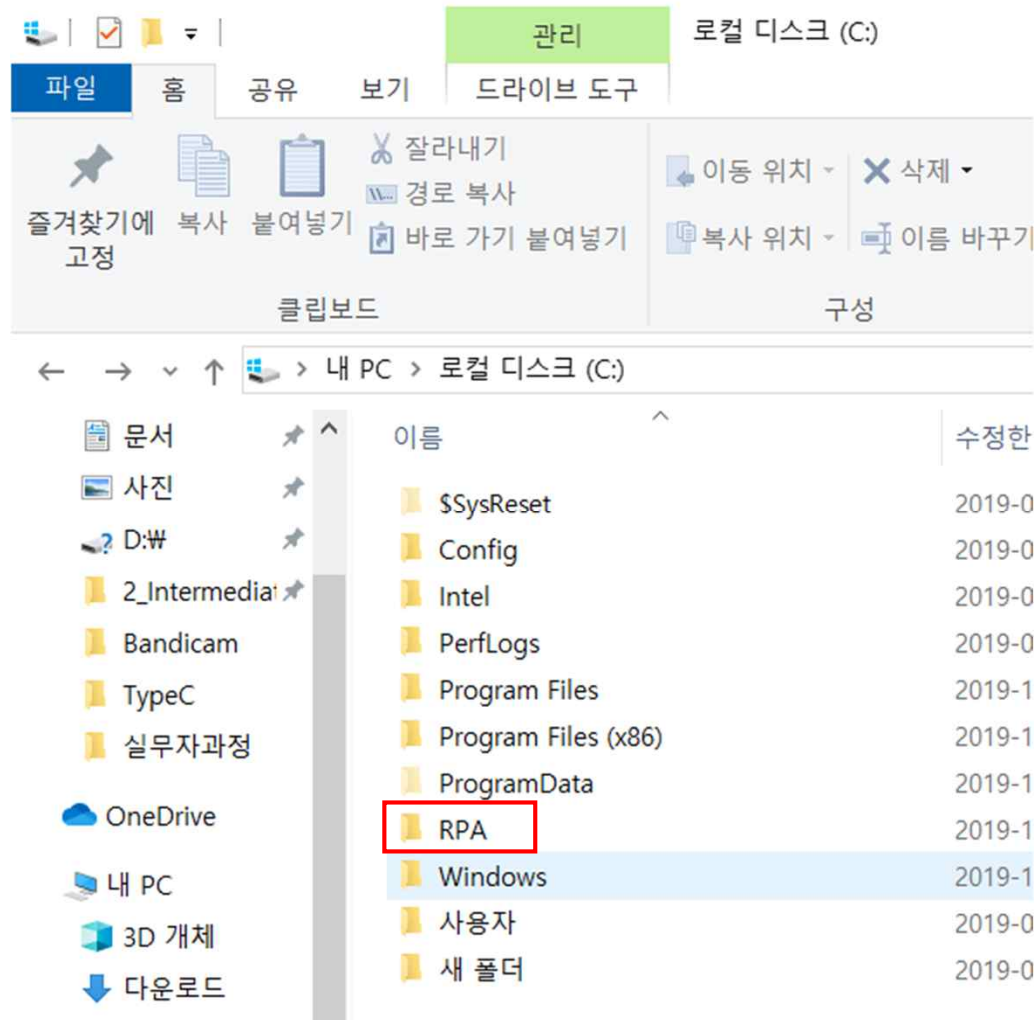 관리
로컬 디스크 (C:)
파일
홈
공유
보기
드라이브 도구
즐겨찾기에
고정
복사
붙여넣기
잘라내기
경로 복사
바로 가기 붙여넣기
클립보드
이동 위치
복사 위치
삭제
이름 바꾸기
구성
내 PC
로컬 디스크 (C:)
문서
사진
D:₩
2_Intermedia
Bandicam
TypeC
실무자과정
OneDrive
내 PC
3D 개체
다운로드
이름
수정한
$SysReset
2019-0
Config
2019-0
Intel
2019-0
PerfLogs
2019-0
Program Files
2019-1
Program Files (x86)
2019-1
ProgramData
2019-1
RPA
2019-1
Windows
2019-1
사용자
2019-0
새 폴더
2019-0